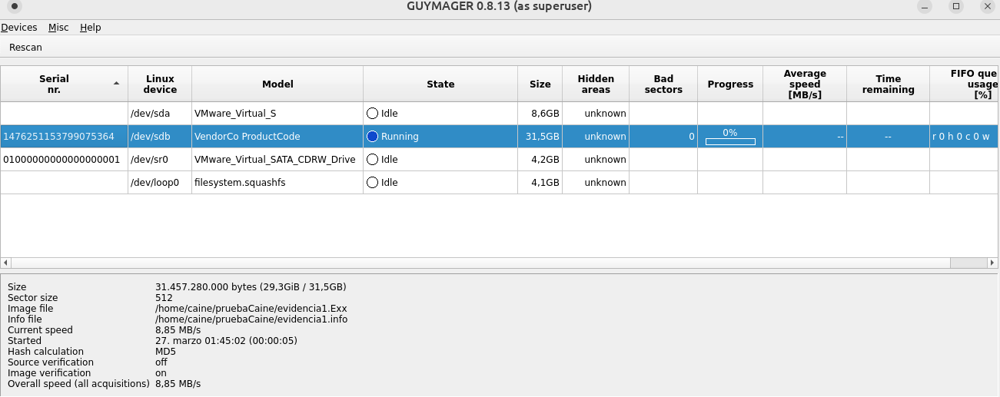 GUYMAGER 0.8.13 (as superuser)
Devices Misc Help
Rescan
Serial nr. Linux device Model State Size Hidden areas Bad sectors Progress Average speed [MB/s] Time remaining FIFO que usage [%]
/dev/sda VMware_Virtual_S Idle 8,6GB unknown
1476251153799075364 /dev/sdb VendorCo ProductCode Running 31,5GB unknown 0 0% -- -- r 0 h 0 c 0 w
01000000000000000001 /dev/sr0 VMware_Virtual_SATA_CDRW_Drive Idle 4,2GB unknown
/dev/loop0 filesystem.squashfs Idle 4,1GB unknown
Size 31.457.280.000 bytes (29,3GiB / 31,5GB)
Sector size 512
Image file /home/caine/pruebaCaine/evidencia1.Exx
Info file /home/caine/pruebaCaine/evidencia1.info
Current speed 8,85 MB/s
Started 27. marzo 01:45:02 (00:00:05)
Hash calculation MD5
Source verification off
Image verification on
Overall speed (all acquisitions) 8,85 MB/s